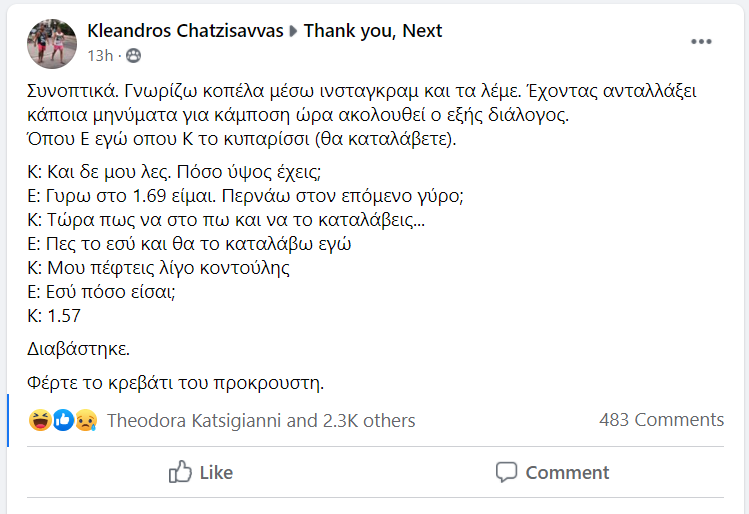 Kleandros Chatzisavvas ▸ Thank you, Next
13h ·
Συνοπτικά. Γνωρίζω κοπέλα μέσω ινσταγκραμ και τα λέμε. Έχοντας ανταλλάξει
κάποια μηνύματα για κάμποση ώρα ακολουθεί ο εξής διάλογος.
Όπου Ε εγώ οπου Κ το κυπαρίσσι (θα καταλάβετε).
Κ: Και δε μου λες. Πόσο ύψος έχεις;
Ε: Γυρω στο 1.69 είμαι. Περνάω στον επόμενο γύρο;
Κ: Τώρα πως να στο πω και να το καταλάβεις...
Ε: Πες το εσύ και θα το καταλάβω εγώ
Κ: Μου πέφτεις λίγο κοντούλης
Ε: Εσύ πόσο είσαι;
Κ: 1.57
Διαβάστηκε.
Φέρτε το κρεβάτι του προκρουστη.
Theodora Katsigianni and 2.3K others 483 Comments
Like Comment